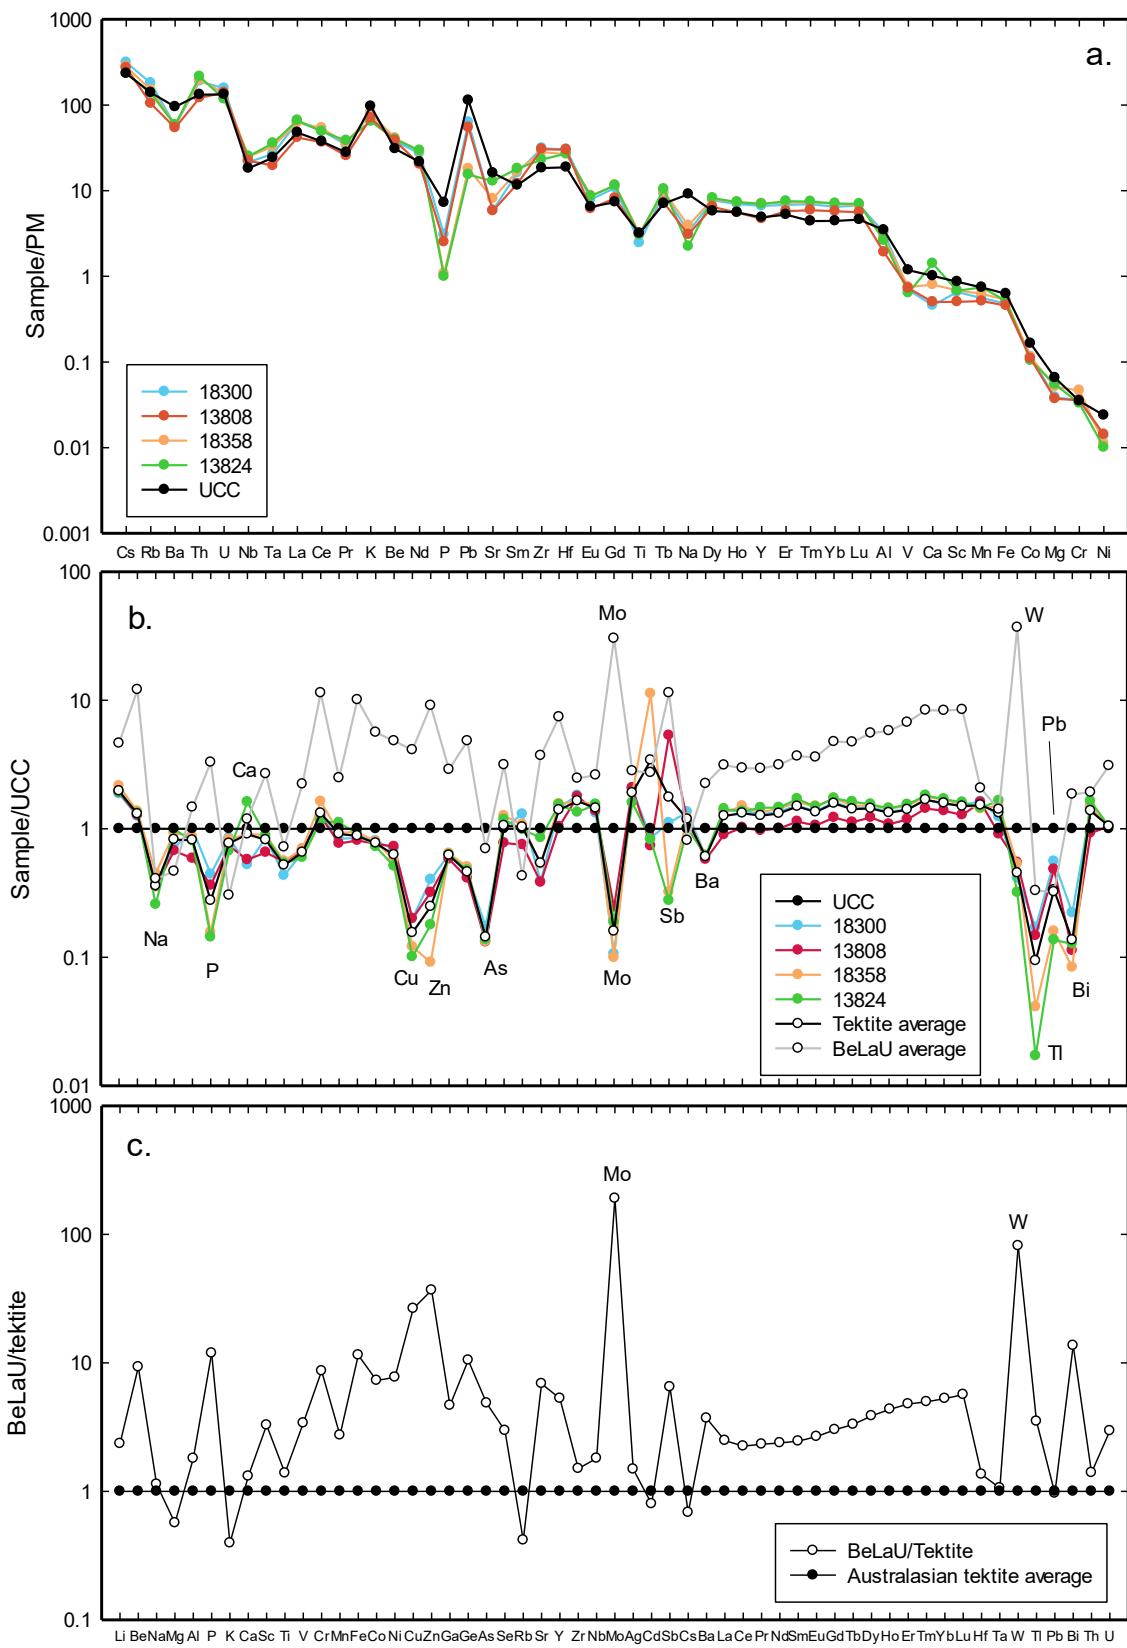 1000
100
10
1
0.1
0.01
0.001
Sample/PM
a.
18300
13808
18358
13824
UCC
Cs Rb Ba Th U Nb Ta La Ce Pr K Be Nd P Pb Sr Sm Zr Hf Eu Gd Ti Tb Na Dy Ho Y Er Tm Yb Lu Al V Ca Sc Mn Fe Co Mg Cr Ni
100
10
1
0.1
0.01
Sample/UCC
b.
Mo
W
Pb
Ca
Na
P
Cu
Zn
As
Mo
Sb
Ba
Bi
Tl
UCC
18300
13808
18358
13824
Tektite average
BeLaU average
1000
100
10
1
0.1
BeLaU/tektite
c.
Mo
W
BeLaU/Tektite
Australasian tektite average
Li Be Na Mg Al P K Ca Sc Ti V Cr Mn Fe Co Ni Cu Zn Ga Ge As Se Rb Sr Y Zr Nb Mo Ag Cd Sb Cs Ba La Ce Pr Nd Sm Eu Gd Tb Dy Ho Er Tm Yb Lu Hf Ta W Tl Pb Bi Th U